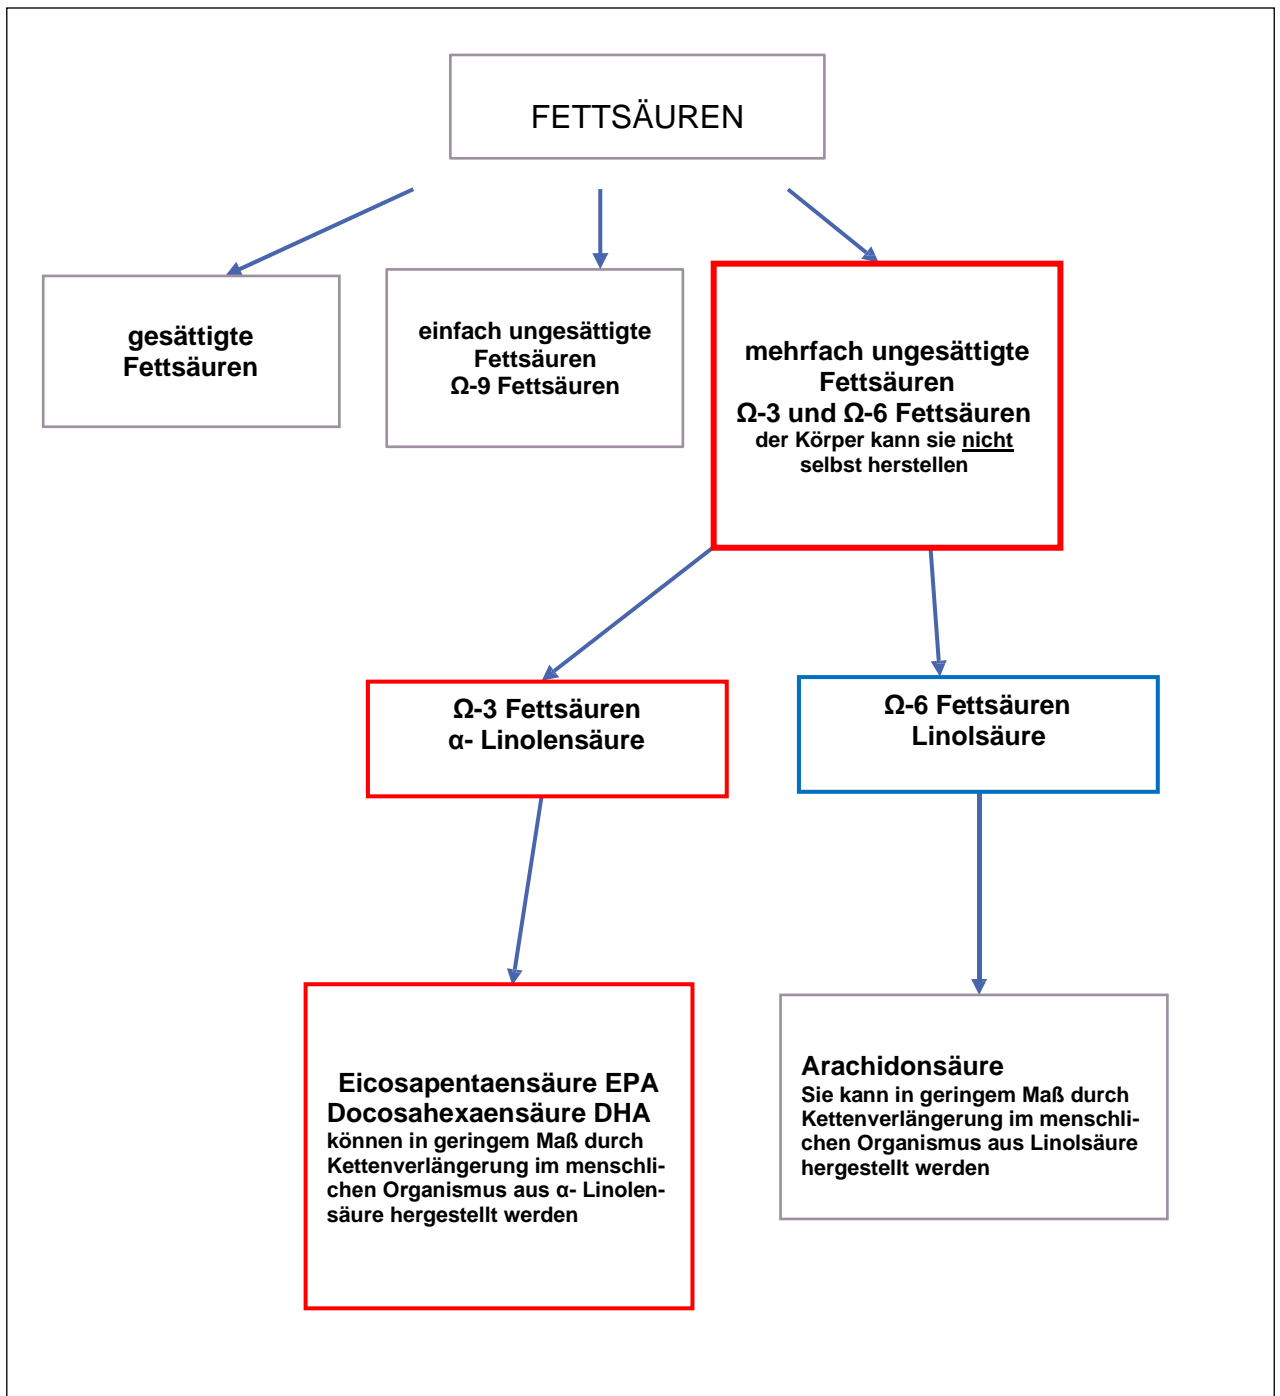 FETTSÄUREN
gesättigte
Fettsäuren
einfach ungesättigte
Fettsäuren
Ω-9 Fettsäuren
mehrfach ungesättigte
Fettsäuren
Ω-3 und Ω-6 Fettsäuren
der Körper kann sie nicht
selbst herstellen
Ω-3 Fettsäuren
α- Linolensäure
Ω-6 Fettsäuren
Linolsäure
Eicosapentaensäure EPA
Docosahexaensäure DHA
können in geringem Maß durch
Kettenverlängerung im menschli-
chen Organismus aus α- Linolen-
säure hergestellt werden
Arachidonsäure
Sie kann in geringem Maß durch
Kettenverlängerung im menschli-
chen Organismus aus Linolsäure
hergestellt werden